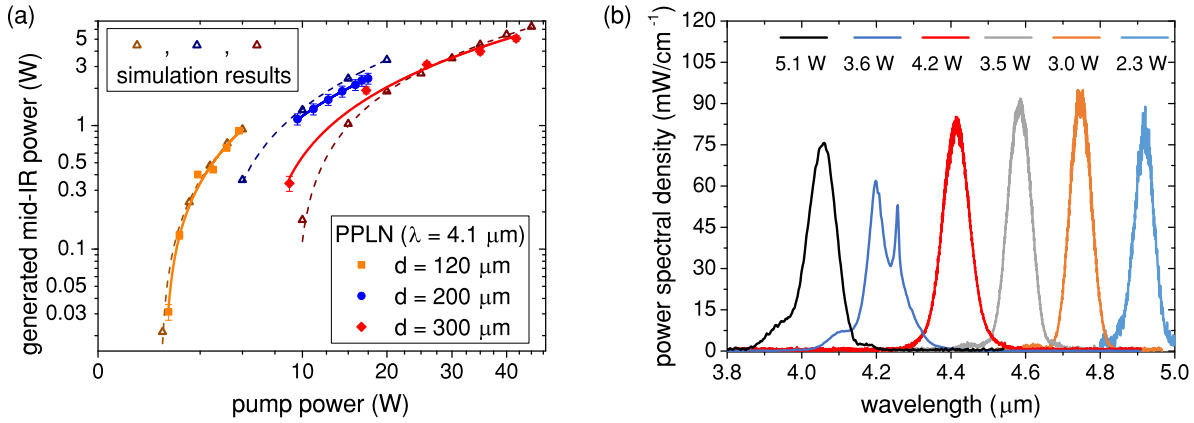 (a)
generated mid-IR power (W)
5
3
1
0.5
0.3
0.1
0.05
0.03
, ,
simulation results
PPLN (λ = 4.1 μm)
d = 120 μm
d = 200 μm
d = 300 μm
0 10 20 30 40
pump power (W)
(b)
power spectral density (mW/cm⁻¹)
120
105
90
75
60
45
30
15
0
5.1 W 3.6 W 4.2 W 3.5 W 3.0 W 2.3 W
3.8 4.0 4.2 4.4 4.6 4.8 5.0
wavelength (μm)